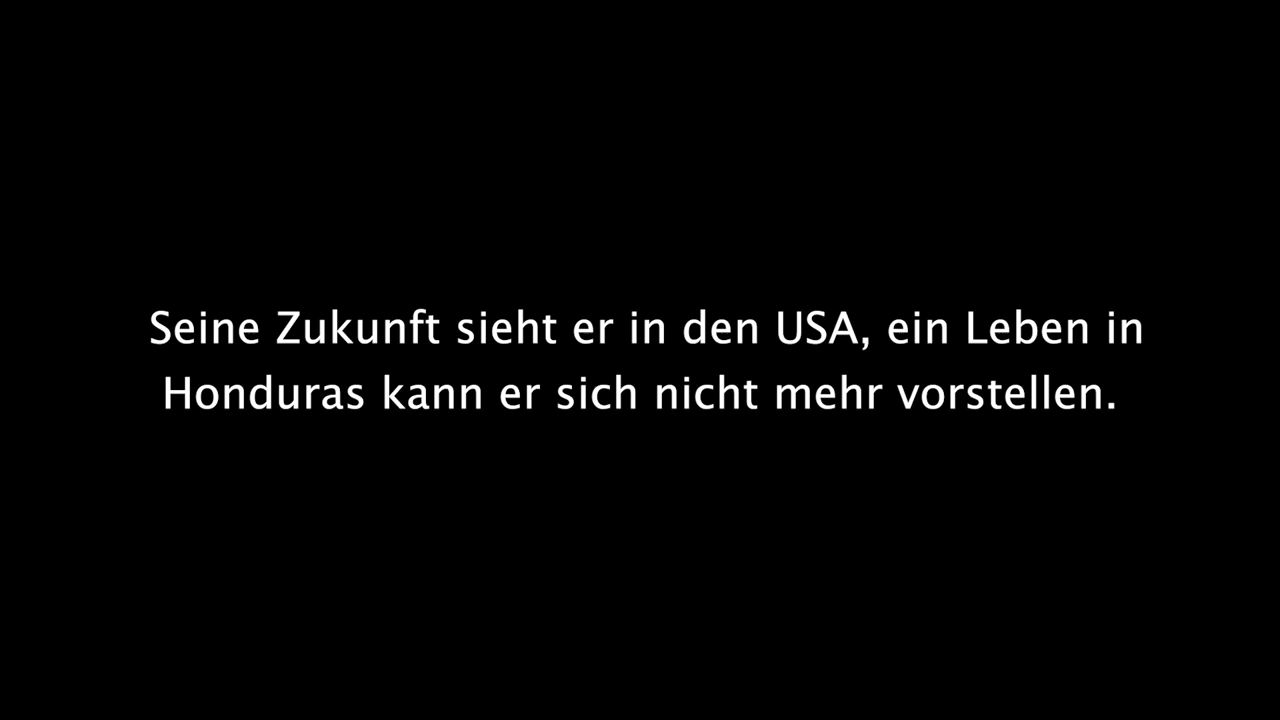 Seine Zukunft sieht er in den USA, ein Leben in
Honduras kann er sich nicht mehr vorstellen.